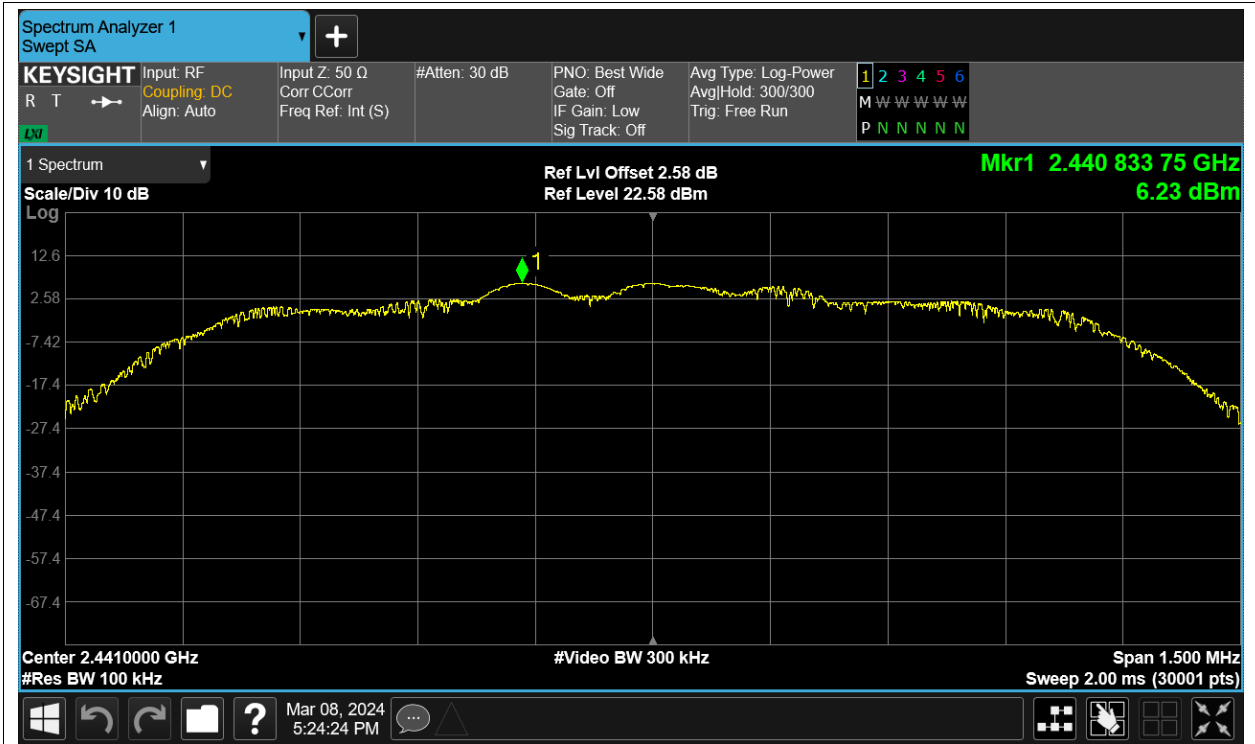 Spectrum Analyzer 1
Swept SA
KEYSIGHT
R T
LXI
Input: RF
Coupling: DC
Align: Auto
Input Z: 50 Ω
Corr CCorr
Freq Ref: Int (S)
#Atten: 30 dB
PNO: Best Wide
Gate: Off
IF Gain: Low
Sig Track: Off
Avg Type: Log-Power
Avg|Hold: 300/300
Trig: Free Run
1 2 3 4 5 6
M W W W W W
P N N N N N
1 Spectrum
Scale/Div 10 dB
Ref Lvl Offset 2.58 dB
Ref Level 22.58 dBm
Mkr1 2.440 833 75 GHz
6.23 dBm
Log
12.6
2.58
-7.42
-17.4
-27.4
-37.4
-47.4
-57.4
-67.4
1
Center 2.4410000 GHz
#Video BW 300 kHz
Span 1.500 MHz
#Res BW 100 kHz
Sweep 2.00 ms (30001 pts)
?
Mar 08, 2024
5:24:24 PM